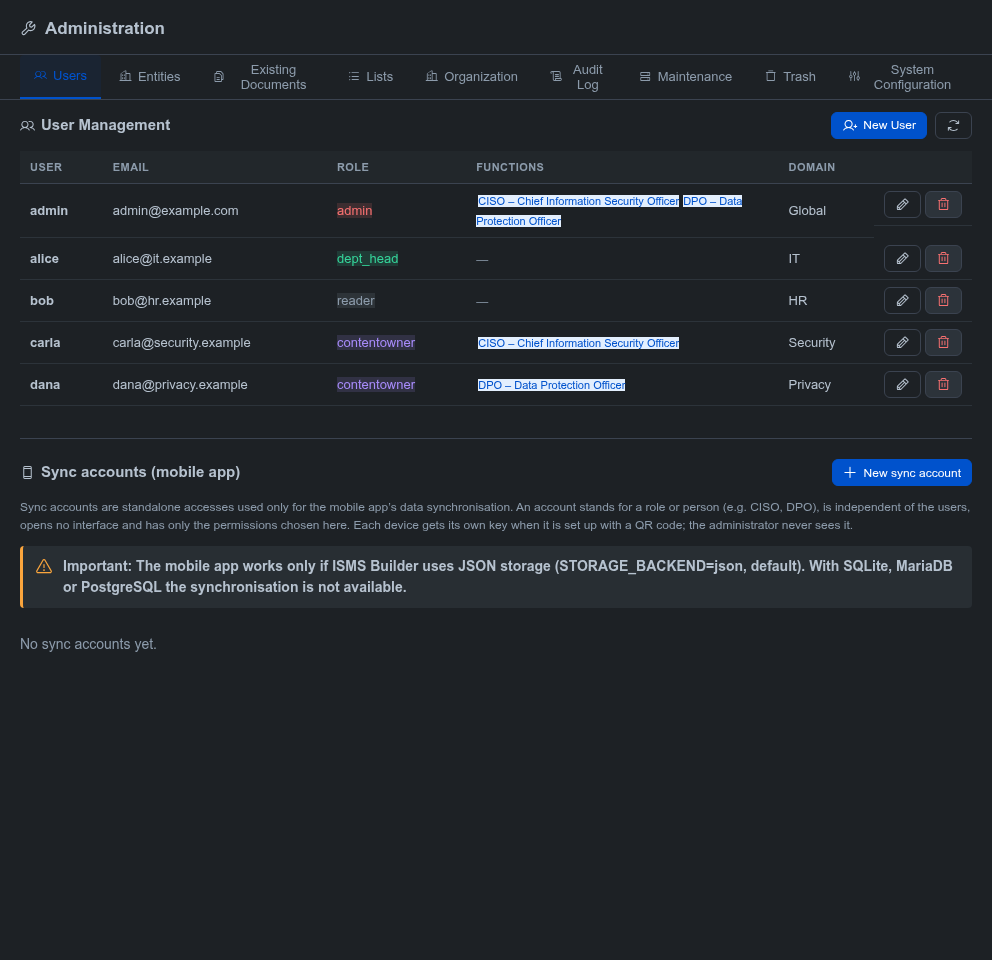 Administration
Users
Entities
Existing
Documents
Lists
Organization
Audit
Log
Maintenance
Trash
System
Configuration
User Management
New User
USER EMAIL ROLE FUNCTIONS DOMAIN
admin admin@example.com admin CISO – Chief Information Security Officer DPO – Data
Protection Officer Global
alice alice@it.example dept_head — IT
bob bob@hr.example reader — HR
carla carla@security.example contentowner CISO – Chief Information Security Officer Security
dana dana@privacy.example contentowner DPO – Data Protection Officer Privacy
Sync accounts (mobile app)
New sync account
Sync accounts are standalone accesses used only for the mobile app's data synchronisation. An account stands for a role or person (e.g. CISO, DPO), is independent of the users,
opens no interface and has only the permissions chosen here. Each device gets its own key when it is set up with a QR code; the administrator never sees it.
Important: The mobile app works only if ISMS Builder uses JSON storage (STORAGE_BACKEND=json, default). With SQLite, MariaDB
or PostgreSQL the synchronisation is not available.
No sync accounts yet.